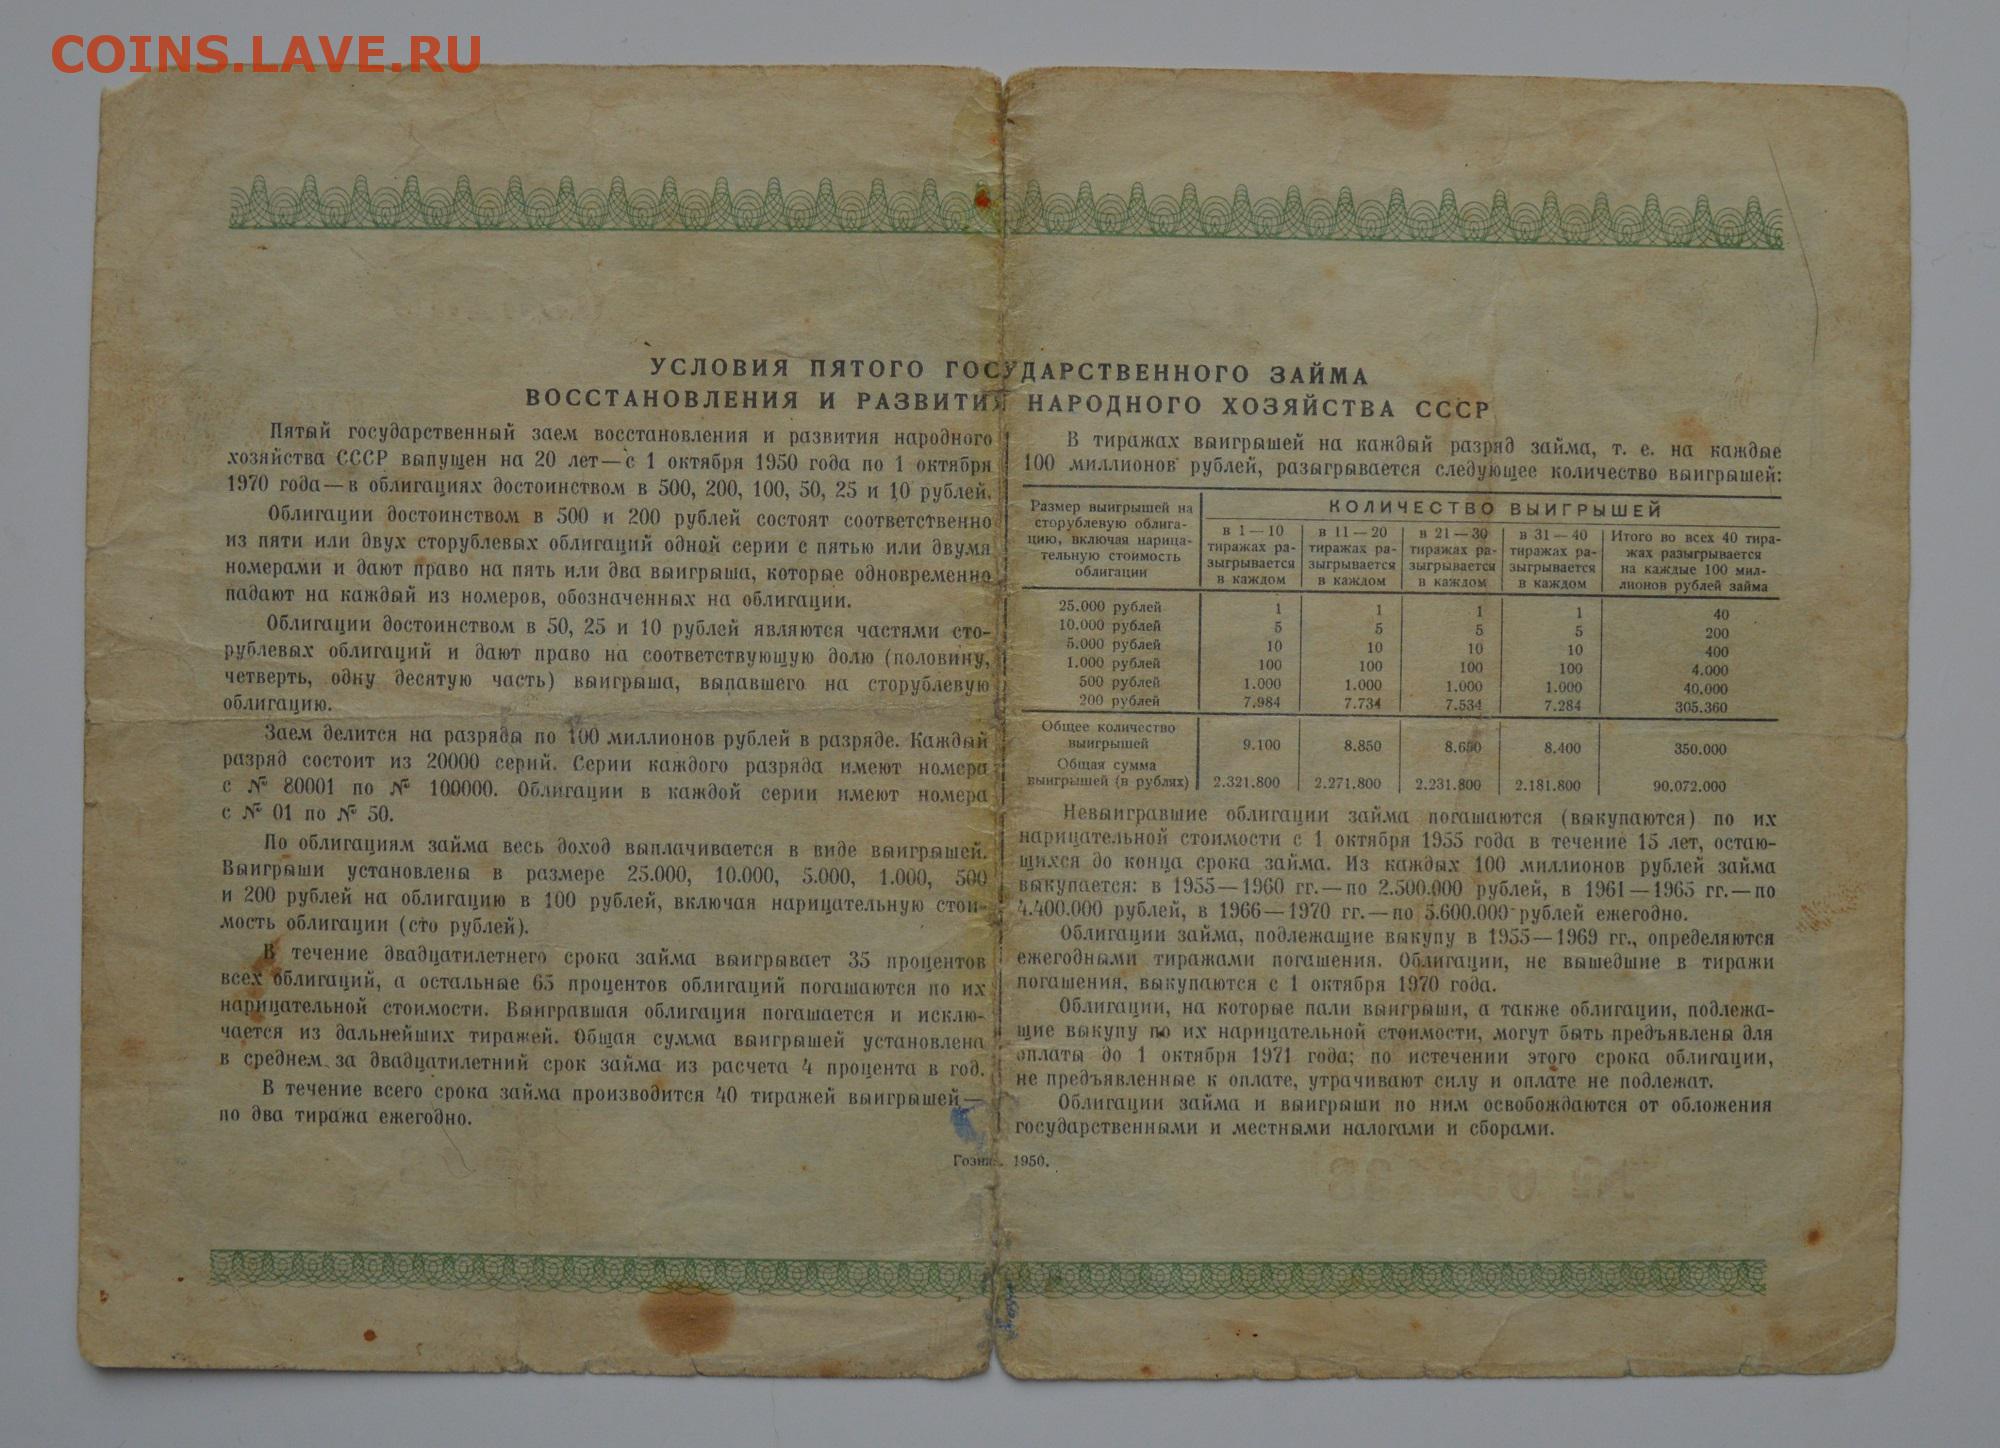 COINS.LAVE.RU
УСЛОВИЯ ПЯТОГО ГОСУДАРСТВЕННОГО ЗАЙМА
ВОССТАНОВЛЕНИЯ И РАЗВИТИЯ НАРОДНОГО ХОЗЯЙСТВА СССР
Пятый государственный заем восстановления и развития народного
хозяйства СССР выпущен на 20 лет—с 1 октября 1950 года по 1 октября
1970 года—в облигациях достоинством в 500, 200, 100, 50, 25 и 10 рублей.
Облигации достоинством в 500 и 200 рублей состоят соответственно
из пяти или двух сторублевых облигаций одной серии с пятью или двумя
номерами и дают право на пять или два выигрыша, которые одновременно
падают на каждый из номеров, обозначенных на облигации.
Облигации достоинством в 50, 25 и 10 рублей являются частями сто-
рублевых облигаций и дают право на соответствующую долю (половину,
четверть, одну десятую часть) выигрыша, выпавшего на сторублевую
облигацию.
Заем делится на разряды по 100 миллионов рублей в разряде. Каждый
разряд состоит из 20000 серий. Серии каждого разряда имеют номера
с № 80001 по № 100000. Облигации в каждой серии имеют номера
с № 01 по № 50.
По облигациям займа весь доход выплачивается в виде выигрышей.
Выигрыши установлены в размере 25.000, 10.000, 5.000, 1.000, 500
и 200 рублей на облигацию в 100 рублей, включая нарицательную стои-
мость облигации (сто рублей).
В течение двадцатилетнего срока займа выигрывает 35 процентов
всех облигаций, а остальные 65 процентов облигаций погашаются по их
нарицательной стоимости. Выигравшая облигация погашается и исклю-
чается из дальнейших тиражей. Общая сумма выигрышей установлена
в среднем за двадцатилетний срок займа из расчета 4 процента в год.
В течение всего срока займа производится 40 тиражей выигрышей—
по два тиража ежегодно.
В тиражах выигрышей на каждый разряд займа, т. е. на каждые
100 миллионов рублей, разыгрывается следующее количество выигрышей:
Размер выигрышей на
сторублевую облига-
цию, включая нарица-
тельную стоимость
облигации
КОЛИЧЕСТВО ВЫИГРЫШЕЙ
в 1—10
тиражах ра-
зыгрывается
в каждом
в 11—20
тиражах ра-
зыгрывается
в каждом
в 21—30
тиражах ра-
зыгрывается
в каждом
в 31—40
тиражах ра-
зыгрывается
в каждом
Итого во всех 40 тира-
жах разыгрывается
на каждые 100 мил-
лионов рублей займа
25.000 рублей 1 1 1 1 40
10.000 рублей 5 5 5 5 200
5.000 рублей 10 10 10 10 400
1.000 рублей 100 100 100 100 4.000
500 рублей 1.000 1.000 1.000 1.000 40.000
200 рублей 7.984 7.734 7.534 7.284 305.360
Общее количество
выигрышей 9.100 8.850 8.650 8.400 350.000
Общая сумма
выигрышей (в рублях) 2.321.800 2.271.800 2.231.800 2.181.800 90.072.000
Невыигравшие облигации займа погашаются (выкупаются) по их
нарицательной стоимости с 1 октября 1955 года в течение 15 лет, остаю-
щихся до конца срока займа. Из каждых 100 миллионов рублей займа
выкупается: в 1955—1960 гг.—по 2.500.000 рублей, в 1961—1965 гг.—по
4.400.000 рублей, в 1966—1970 гг.—по 5.600.000 рублей ежегодно.
Облигации займа, подлежащие выкупу в 1955—1969 гг., определяются
ежегодными тиражами погашения. Облигации, не вышедшие в тиражи
погашения, выкупаются с 1 октября 1970 года.
Облигации, на которые пали выигрыши, а также облигации, подлежа-
щие выкупу по их нарицательной стоимости, могут быть предъявлены для
оплаты до 1 октября 1971 года; по истечении этого срока облигации,
не предъявленные к оплате, утрачивают силу и оплате не подлежат.
Облигации займа и выигрыши по ним освобождаются от обложения
государственными и местными налогами и сборами.
Гознак. 1950.